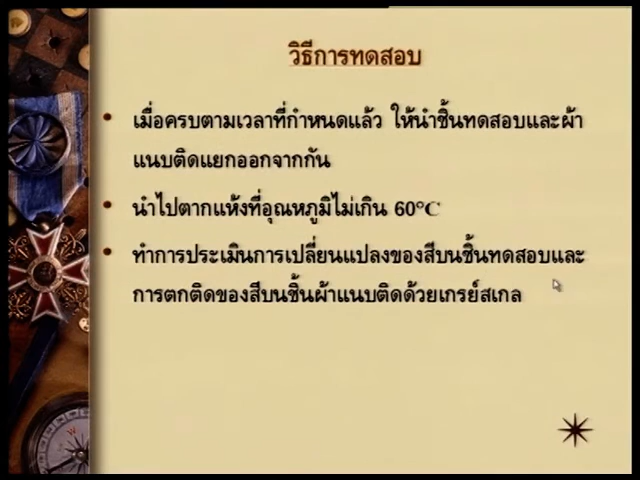 วิธีการทดสอบ
• เมื่อครบตามเวลาที่กำหนดแล้ว ให้นำชิ้นทดสอบและผ้า
แนบติดแยกออกจากกัน
• นำไปตากแห้งที่อุณหภูมิไม่เกิน 60°C
• ทำการประเมินการเปลี่ยนแปลงของสีบนชิ้นทดสอบและ
การตกติดของสีบนชิ้นผ้าแนบติดด้วยเกรย์สเกล